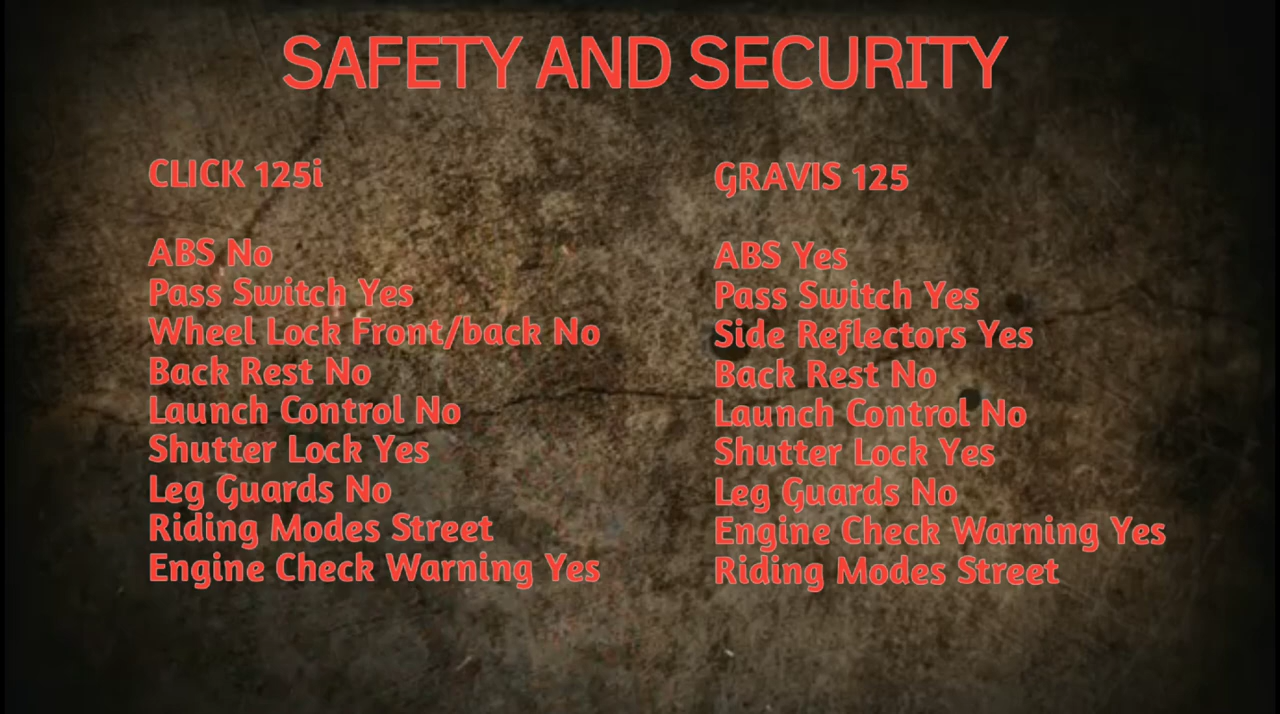 SAFETY AND SECURITY
CLICK 125i
ABS No
Pass Switch Yes
Wheel Lock Front/back No
Back Rest No
Launch Control No
Shutter Lock Yes
Leg Guards No
Riding Modes Street
Engine Check Warning Yes
GRAVIS 125
ABS Yes
Pass Switch Yes
Side Reflectors Yes
Back Rest No
Launch Control No
Shutter Lock Yes
Leg Guards No
Engine Check Warning Yes
Riding Modes Street